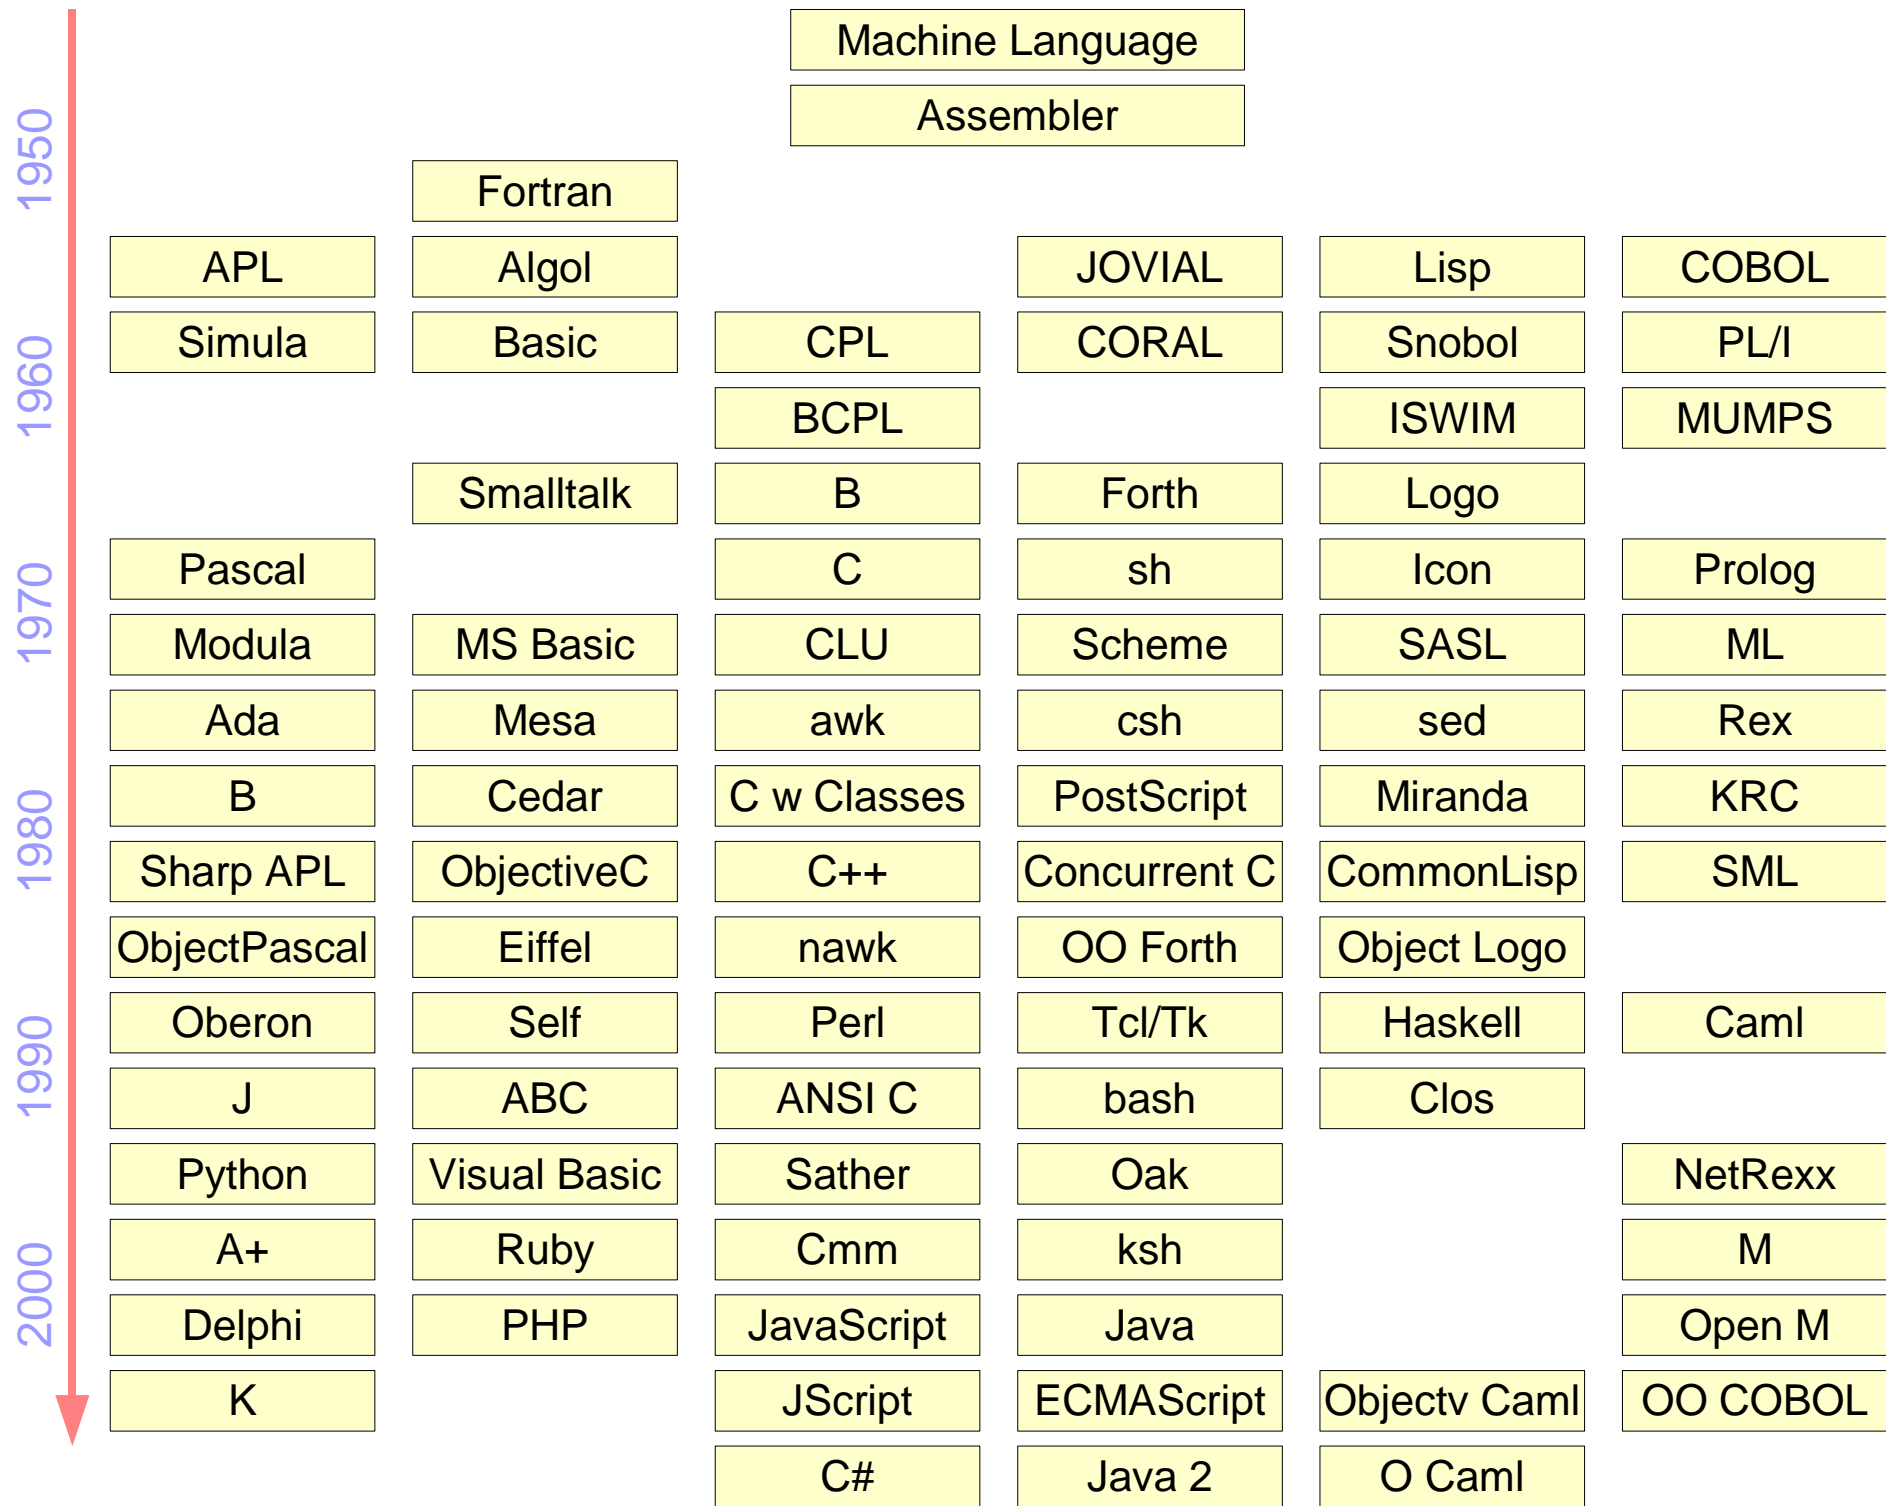 Machine Language
Assembler
1950
Fortran
APL Algol JOVIAL Lisp COBOL
Simula Basic CPL CORAL Snobol PL/I
1960
BCPL ISWIM MUMPS
Smalltalk B Forth Logo
Pascal C sh Icon Prolog
1970
Modula MS Basic CLU Scheme SASL ML
Ada Mesa awk csh sed Rex
B Cedar C w Classes PostScript Miranda KRC
1980
Sharp APL ObjectiveC C++ Concurrent C CommonLisp SML
ObjectPascal Eiffel nawk OO Forth Object Logo
Oberon Self Perl Tcl/Tk Haskell Caml
1990
J ABC ANSI C bash Clos
Python Visual Basic Sather Oak NetRexx
A+ Ruby Cmm ksh M
2000
Delphi PHP JavaScript Java Open M
K JScript ECMAScript Objectv Caml OO COBOL
C# Java 2 O Caml